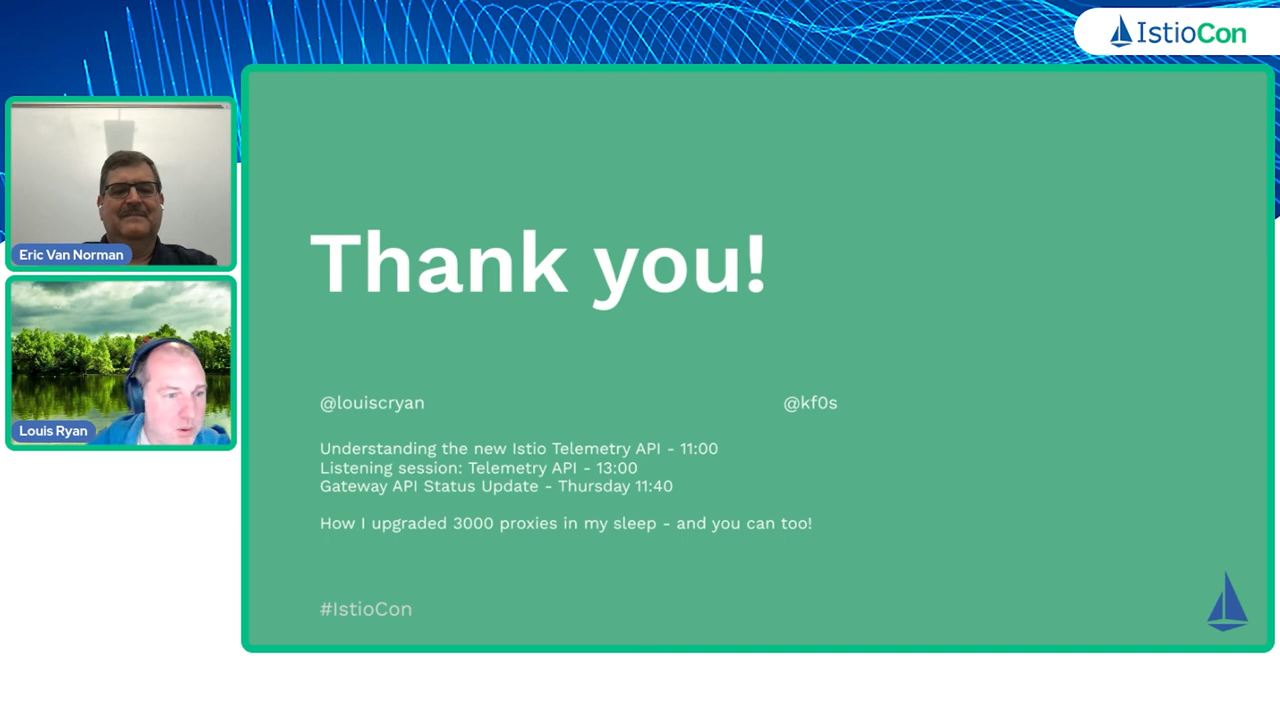 IstioCon
Eric Van Norman
Louis Ryan
Thank you!
@louiscryan
@kf0s
Understanding the new Istio Telemetry API - 11:00
Listening session: Telemetry API - 13:00
Gateway API Status Update - Thursday 11:40
How I upgraded 3000 proxies in my sleep - and you can too!
#IstioCon